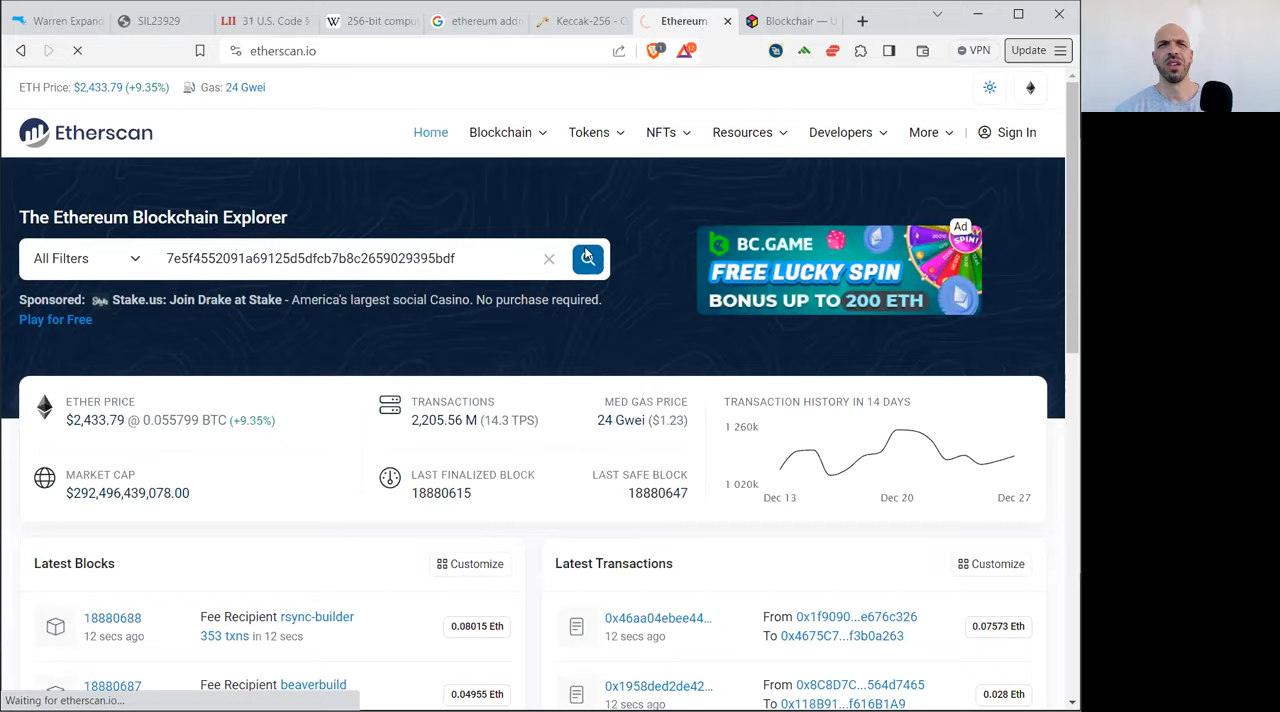 Warren Expand
SIL23929
LII 31 U.S. Code §
W 256-bit compu
G ethereum addr
Keccak-256 - C
Ethereum
Blockchair — U
etherscan.io
1
12
VPN
Update
ETH Price: $2,433.79 (+9.35%) Gas: 24 Gwei
Etherscan
Home Blockchain Tokens NFTs Resources Developers More | Sign In
The Ethereum Blockchain Explorer
All Filters 7e5f4552091a69125d5dfcb7b8c2659029395bdf
Sponsored: Stake.us: Join Drake at Stake - America's largest social Casino. No purchase required.
Play for Free
Ad
BC.GAME
SPIN!
FREE LUCKY SPIN
BONUS UP TO 200 ETH
ETHER PRICE
$2,433.79 @ 0.055799 BTC (+9.35%)
MARKET CAP
$292,496,439,078.00
TRANSACTIONS
2,205.56 M (14.3 TPS)
MED GAS PRICE
24 Gwei ($1.23)
LAST FINALIZED BLOCK
18880615
LAST SAFE BLOCK
18880647
TRANSACTION HISTORY IN 14 DAYS
1 260k
1 020k
Dec 13 Dec 20 Dec 27
Latest Blocks
Customize
18880688
12 secs ago
Fee Recipient rsync-builder
353 txns in 12 secs
0.08015 Eth
18880687
Fee Recipient beaverbuild
0.04955 Eth
Latest Transactions
Customize
0x46aa04ebee44...
12 secs ago
From 0x1f9090...e676c326
To 0x4675C7...f3b0a263
0.07573 Eth
0x1958ded2de42...
12 secs ago
From 0x8C8D7C...564d7465
To 0x118B91...f6816B1A9
0.028 Eth
Waiting for etherscan.io...